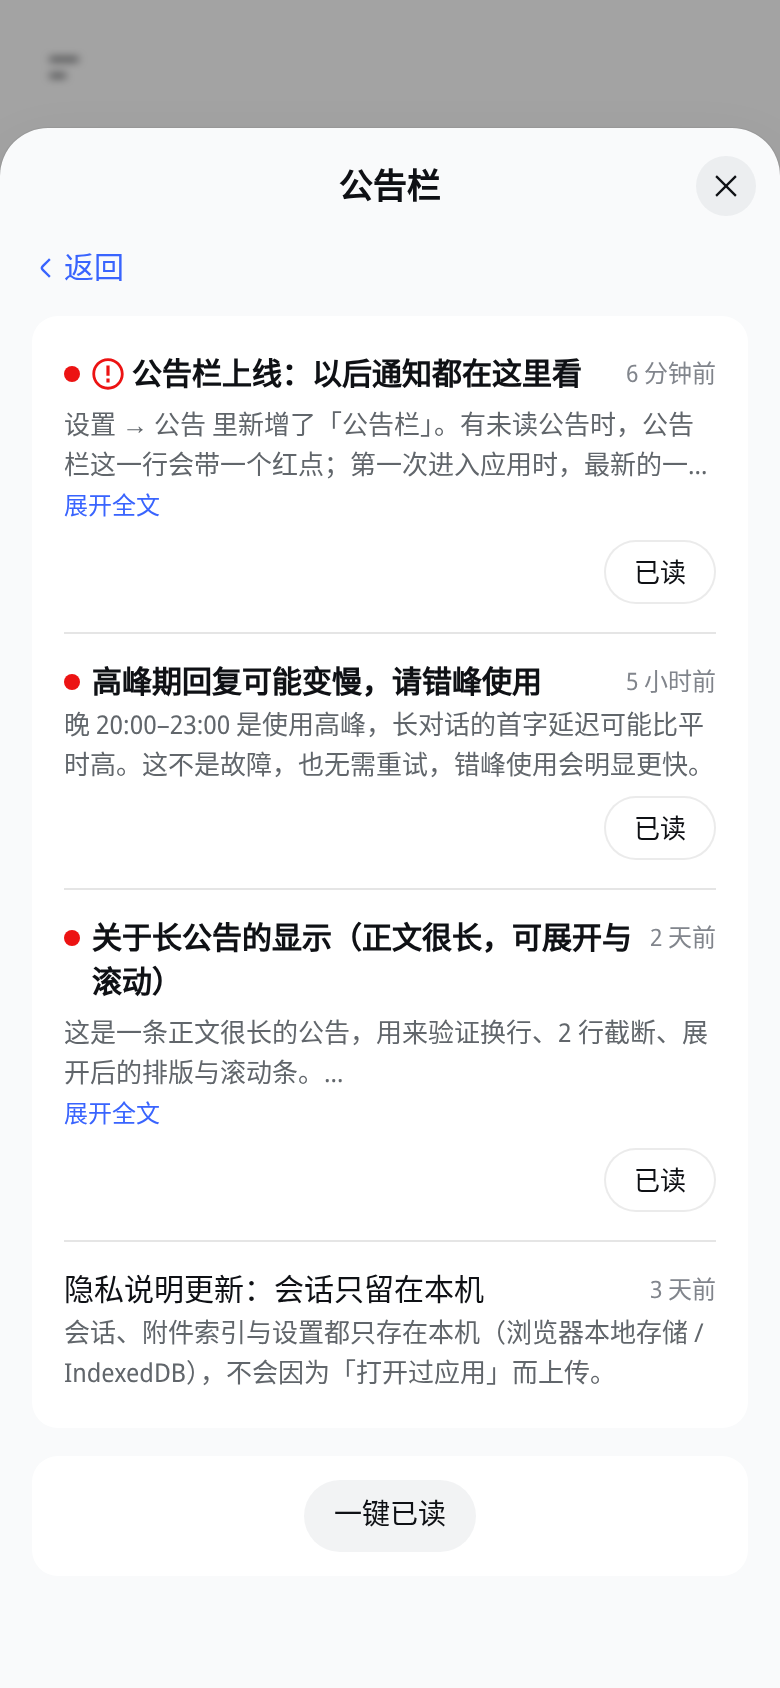 公告栏
返回
公告栏上线：以后通知都在这里看
6 分钟前
设置 → 公告 里新增了「公告栏」。有未读公告时，公告
栏这一行会带一个红点；第一次进入应用时，最新的一...
展开全文
已读
高峰期回复可能变慢，请错峰使用
5 小时前
晚 20:00–23:00 是使用高峰，长对话的首字延迟可能比平
时高。这不是故障，也无需重试，错峰使用会明显更快。
已读
关于长公告的显示（正文很长，可展开与
2 天前
滚动）
这是一条正文很长的公告，用来验证换行、2 行截断、展
开后的排版与滚动条。...
展开全文
已读
隐私说明更新：会话只留在本机
3 天前
会话、附件索引与设置都只存在本机（浏览器本地存储 /
IndexedDB），不会因为「打开过应用」而上传。
一键已读